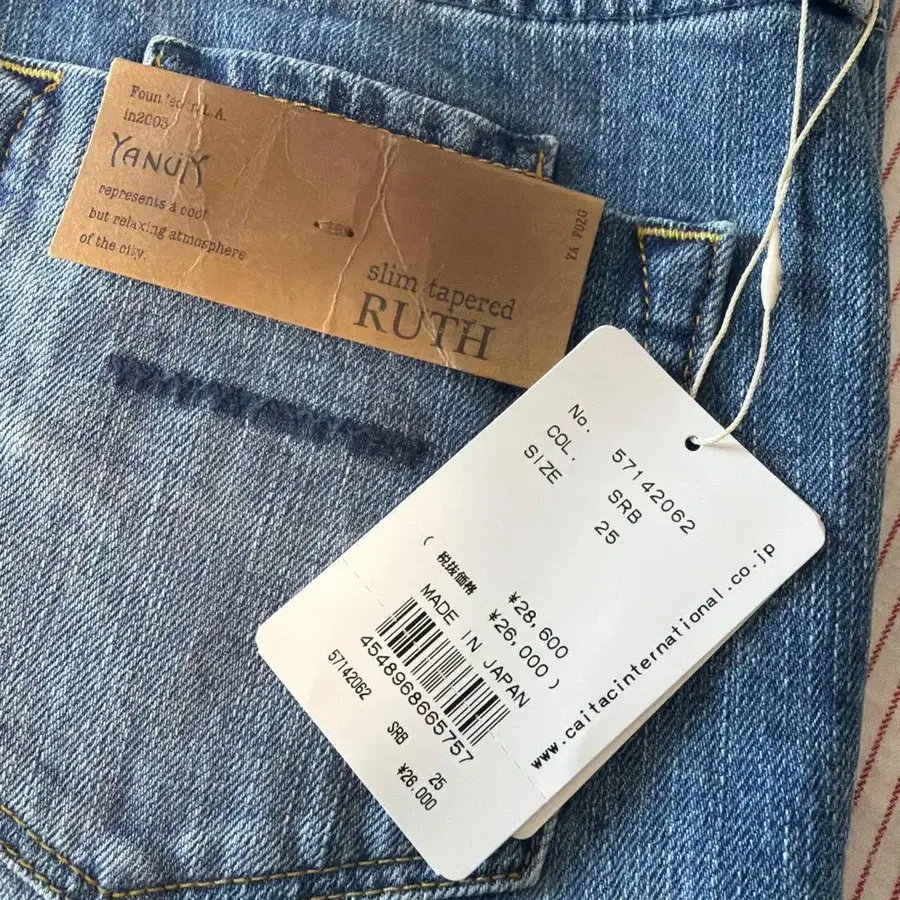 in2003
YANUK
represents a cool
but relaxing atmosphere
of the city.
YA F02G
slim tapered
RUTH
No. 57142062
COL. SRB
SIZE 25
¥28,600
( 税抜価格 ¥26,000 )
MADE IN JAPAN
4548968665757
57142062 SRB 25
¥26,000
www.caitacinternational.co.jp